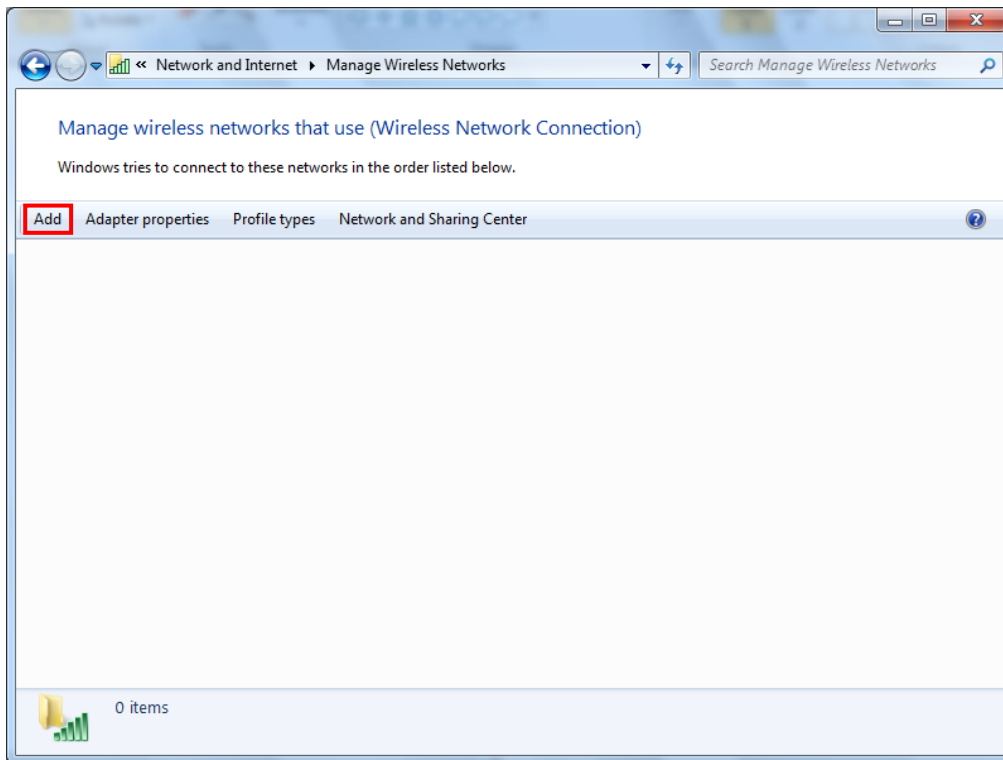 « Network and Internet ▸ Manage Wireless Networks
Search Manage Wireless Networks
Manage wireless networks that use (Wireless Network Connection)
Windows tries to connect to these networks in the order listed below.
Add Adapter properties Profile types Network and Sharing Center
0 items